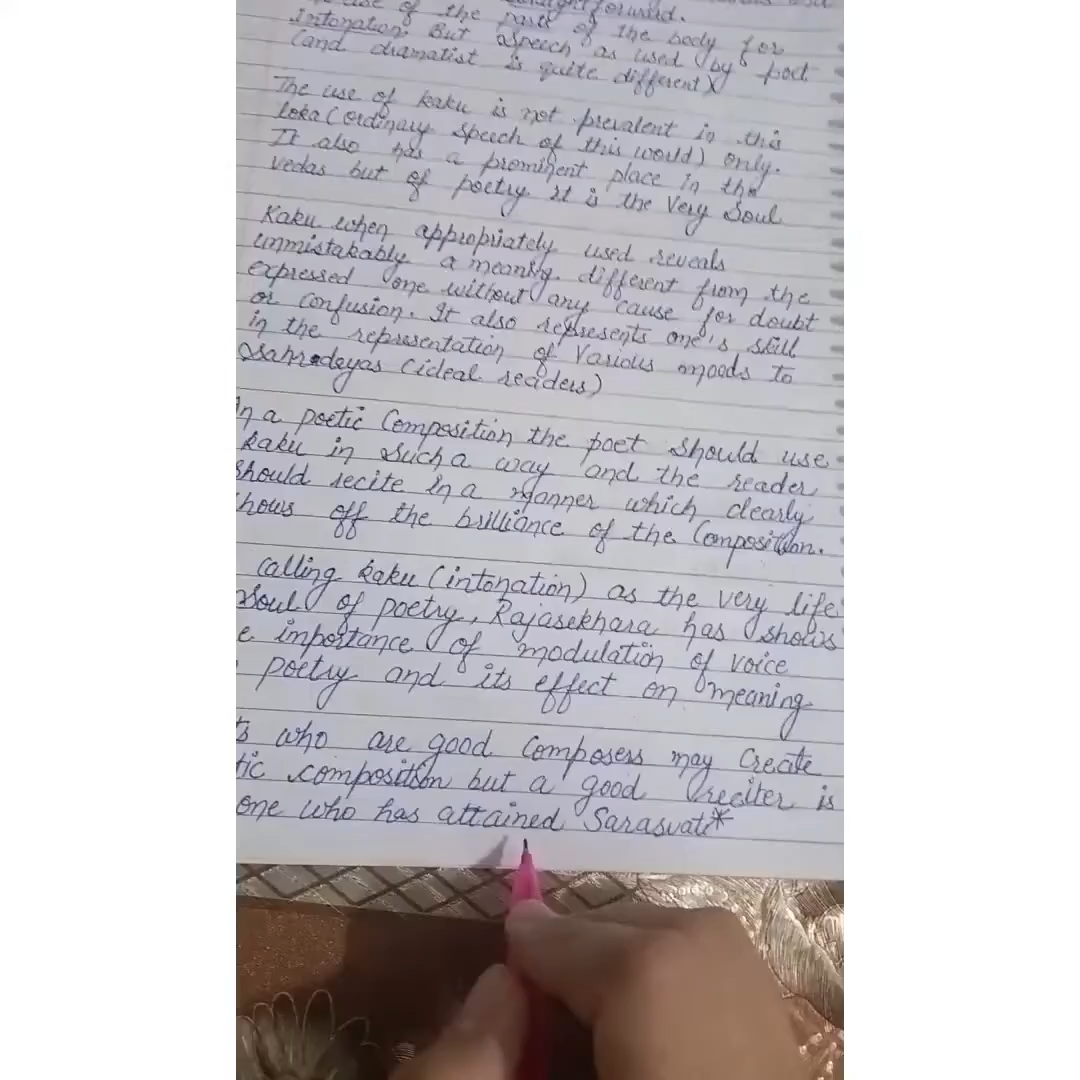 straightforward.
use of the parts of the body for
intonation. But speech as used by poet
(and dramatist is quite different)
The use of kaku is not prevalent in this
loka (ordinary speech of this world) only.
It also has a prominent place in the
vedas but of poetry it is the very Soul
Kaku when appropriately used reveals
unmistakably a meaning different from the
expressed one without any cause for doubt
or confusion. It also represents one's skill
in the representation of various moods to
Sahrdayas (ideal readers)
In a poetic Composition the poet should use
kaku in such a way and the reader
should recite in a manner which clearly
hows off the brilliance of the Composition.
calling kaku (intonation) as the very life
Soul of poetry, Rajasekhara has shows
e importance of modulation of voice
poetry and its effect on meaning
ts who are good Composers may Create
tic composition but a good reciter is
one who has attained Sarasvati*